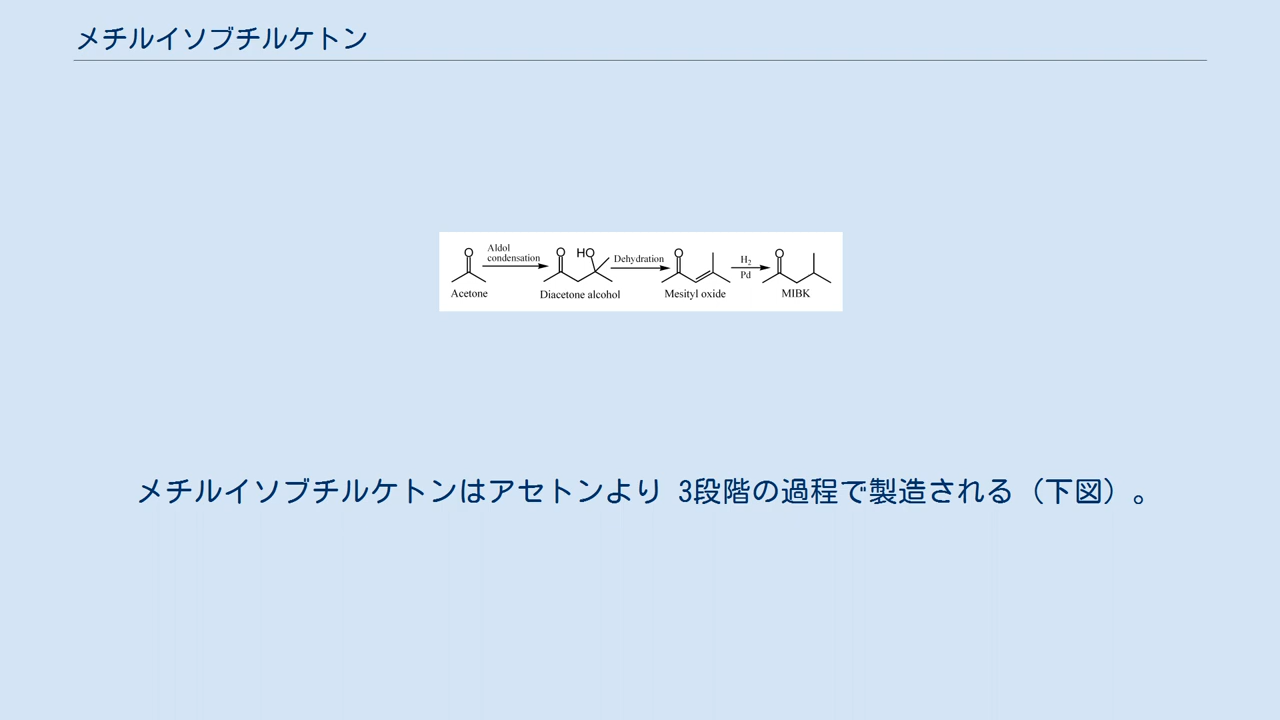 メチルイソブチルケトン
O
Aldol
condensation
Acetone
O HO
Diacetone alcohol
Dehydration
O
Mesityl oxide
H₂
Pd
O
MIBK
メチルイソブチルケトンはアセトンより 3段階の過程で製造される（下図）。